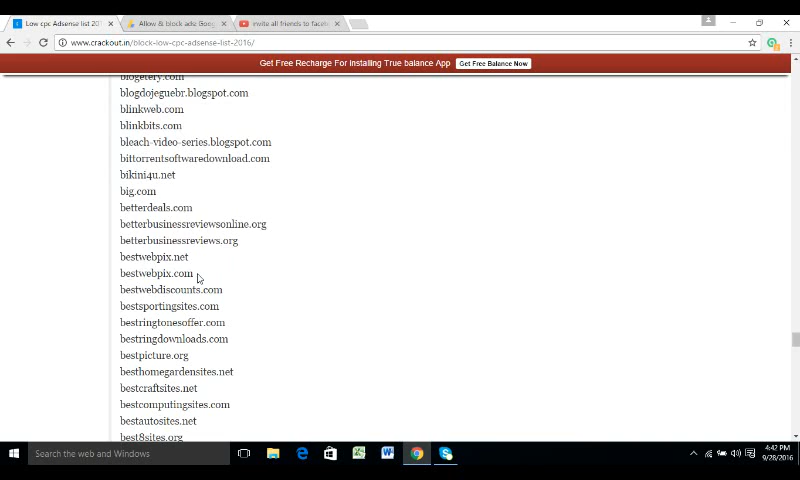 Low cpc Adsense list 201
Allow & block ads Goog
invite all friends to faceb
www.crackout.in/block-low-cpc-adsense-list-2016/
Get Free Recharge For Installing True balance App
Get Free Balance Now
blogetery.com
blogdojeguebr.blogspot.com
blinkweb.com
blinkbits.com
bleach-video-series.blogspot.com
bittorrentsoftwaredownload.com
bikini4u.net
big.com
betterdeals.com
betterbusinessreviewsonline.org
betterbusinessreviews.org
bestwebpix.net
bestwebpix.com
bestwebdiscounts.com
bestsportingsites.com
bestringtonesoffer.com
bestringdownloads.com
bestpicture.org
besthomegardensites.net
bestcraftsites.net
bestcomputingsites.com
bestautosites.net
best8sites.org
Search the web and Windows
4:42 PM
9/28/2016